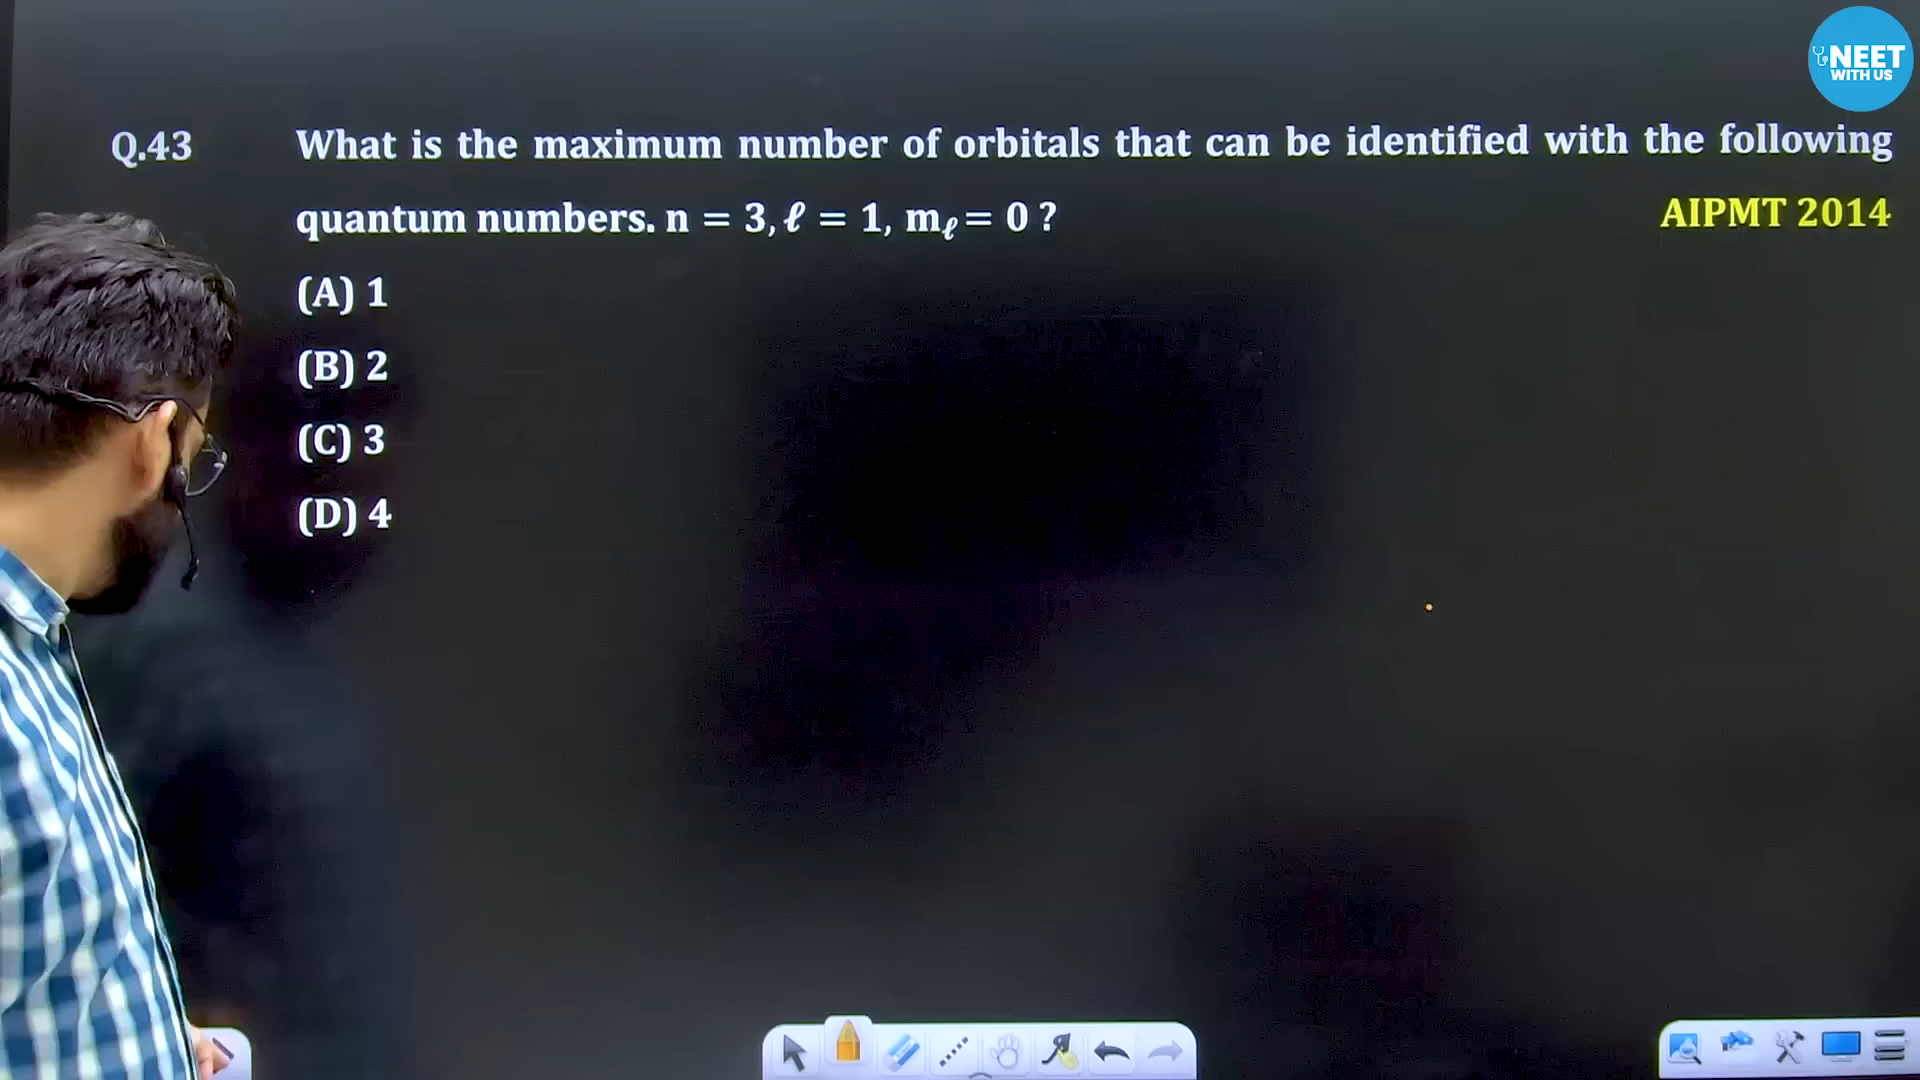 NEET
WITH US
Q.43 What is the maximum number of orbitals that can be identified with the following
quantum numbers. n = 3, ℓ = 1, mℓ = 0 ? AIPMT 2014
(A) 1
(B) 2
(C) 3
(D) 4